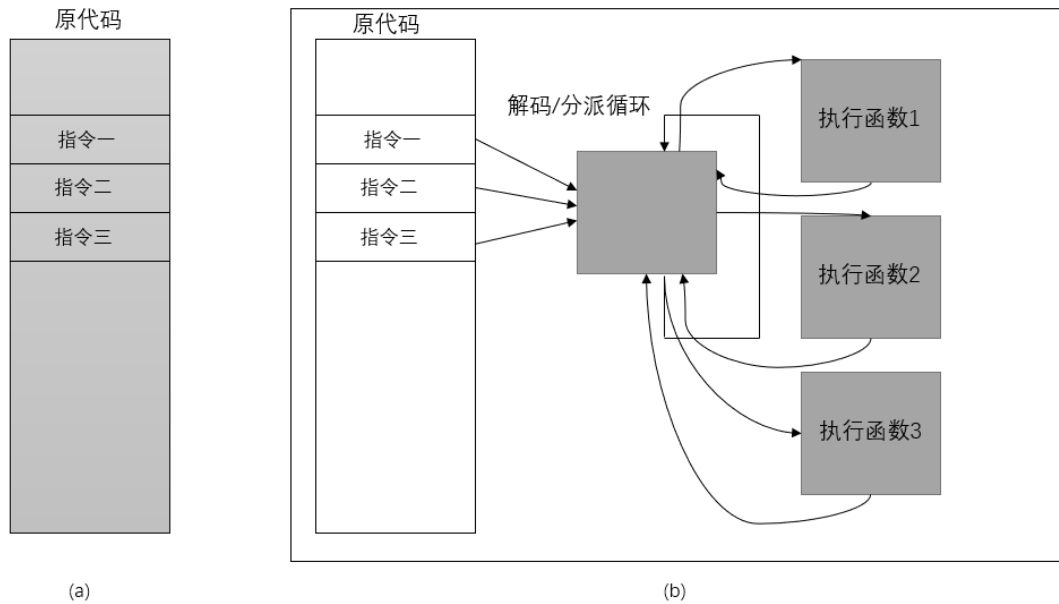 原代码
指令一
指令二
指令三
(a)
原代码
指令一
指令二
指令三
解码/分派循环
执行函数1
执行函数2
执行函数3
(b)